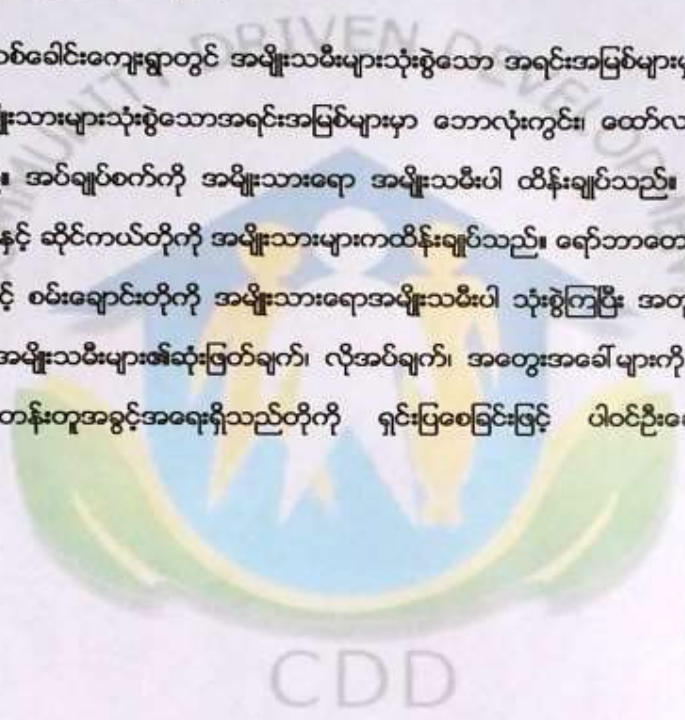 စ်ခေါင်းကျေးရွာတွင် အမျိုးသမီးများသုံးစွဲသော အရင်းအမြစ်များမှ
ျိုးသားများသုံးစွဲသောအရင်းအမြစ်များမှာ ဘောလုံးကွင်း၊ ထော်လ
။ အပ်ချုပ်စက်ကို အမျိုးသားရော အမျိုးသမီးပါ ထိန်းချုပ်သည်။
နှင့် ဆိုင်ကယ်တို့ကို အမျိုးသားများကထိန်းချုပ်သည်။ ရော်ဘာတေ
င့် စမ်းချောင်းတို့ကို အမျိုးသားရောအမျိုးသမီးပါ သုံးစွဲကြပြီး အတူ
အမျိုးသမီးများ၏ဆုံးဖြတ်ချက်၊ လိုအပ်ချက်၊ အတွေးအခေါ်များကို
တန်းတူအခွင့်အရေးရှိသည်တို့ကို ရှင်းပြစေခြင်းဖြင့် ပါဝင်ဦးဆေ
COMMUNITY DRIVEN DEVELOPMENT
CDD